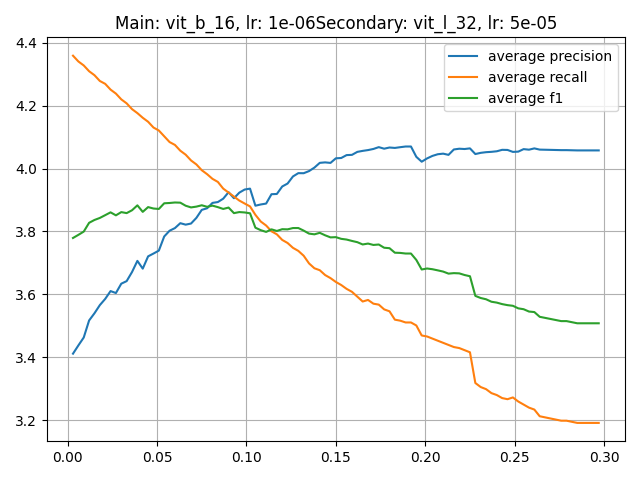 Main: vit_b_16, lr: 1e-06Secondary: vit_l_32, lr: 5e-05
average precision
average recall
average f1
4.4
4.2
4.0
3.8
3.6
3.4
3.2
0.00 0.05 0.10 0.15 0.20 0.25 0.30